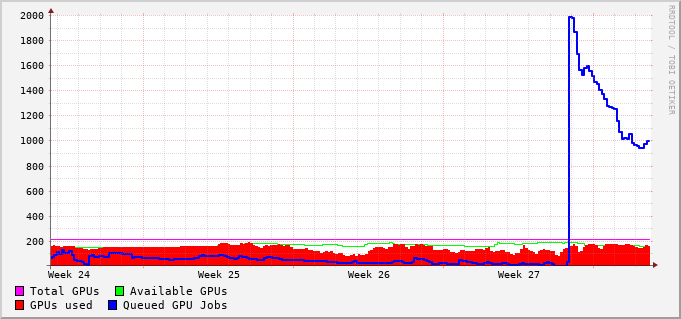 2000
1800
1600
1400
1200
1000
800
600
400
200
Week 24 Week 25 Week 26 Week 27
Total GPUs Available GPUs
GPUs used Queued GPU Jobs
RRDTOOL / TOBI OETIKER